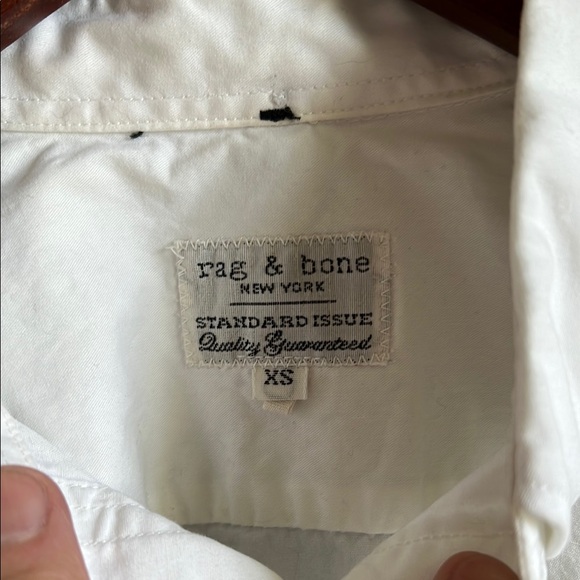 rag & bone
NEW YORK
STANDARD ISSUE
Quality Guaranteed
XS